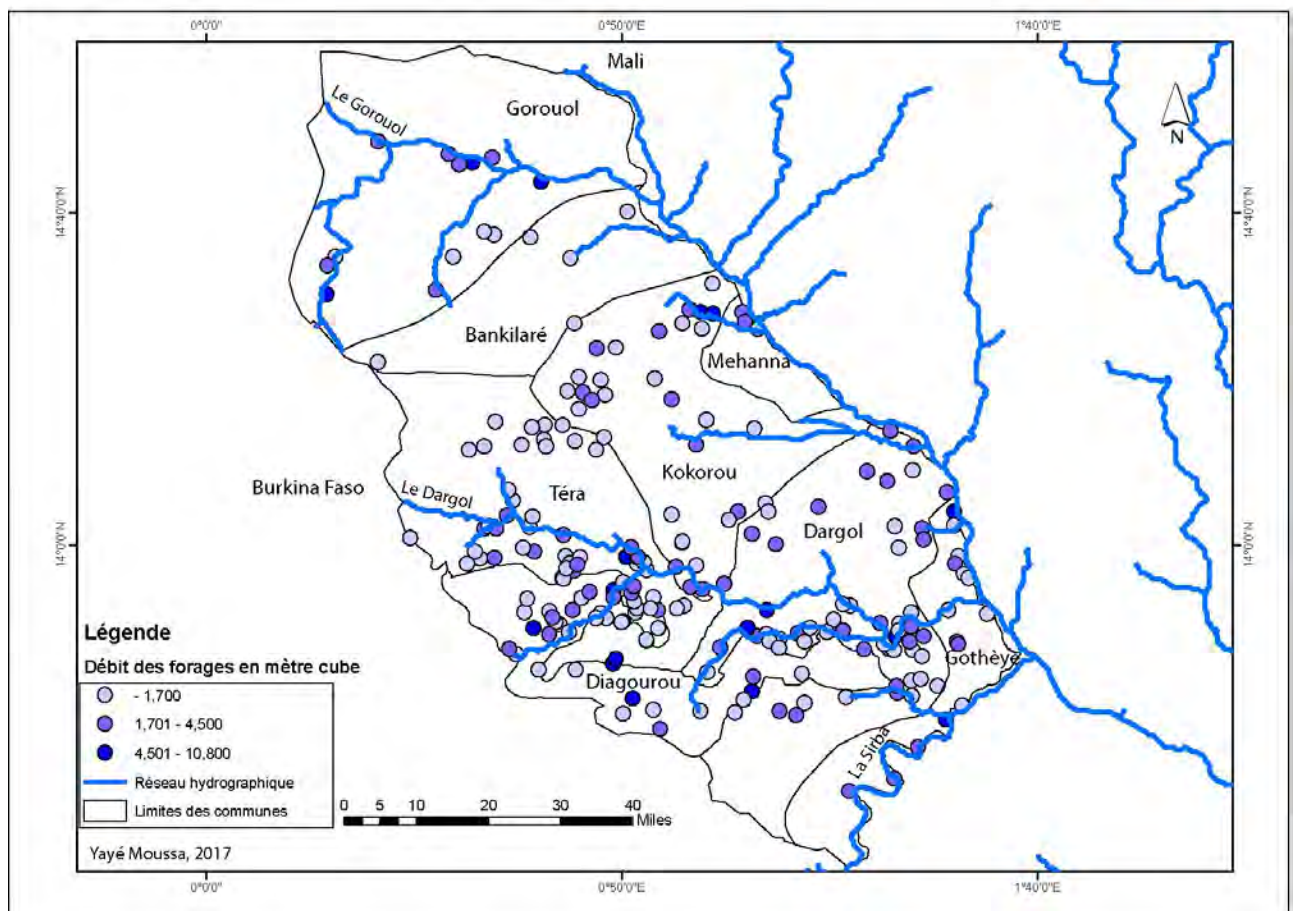 0°0'0"
0°50'0"E
1°40'0"E
Mali
Le Gorouol
Gorouol
N
14°40'0"N
14°40'0"N
Bankilaré
Mehanna
Burkina Faso
Le Dargol
Téra
Kokorou
Dargol
14°0'0"N
14°0'0"N
Gothèye
Diagourou
La Sirba
Légende
Débit des forages en mètre cube
- 1,700
1,701 - 4,500
4,501 - 10,800
Réseau hydrographique
Limites des communes
0 5 10 20 30 40
Miles
Yayé Moussa, 2017
0°0'0"
0°50'0"E
1°40'0"E